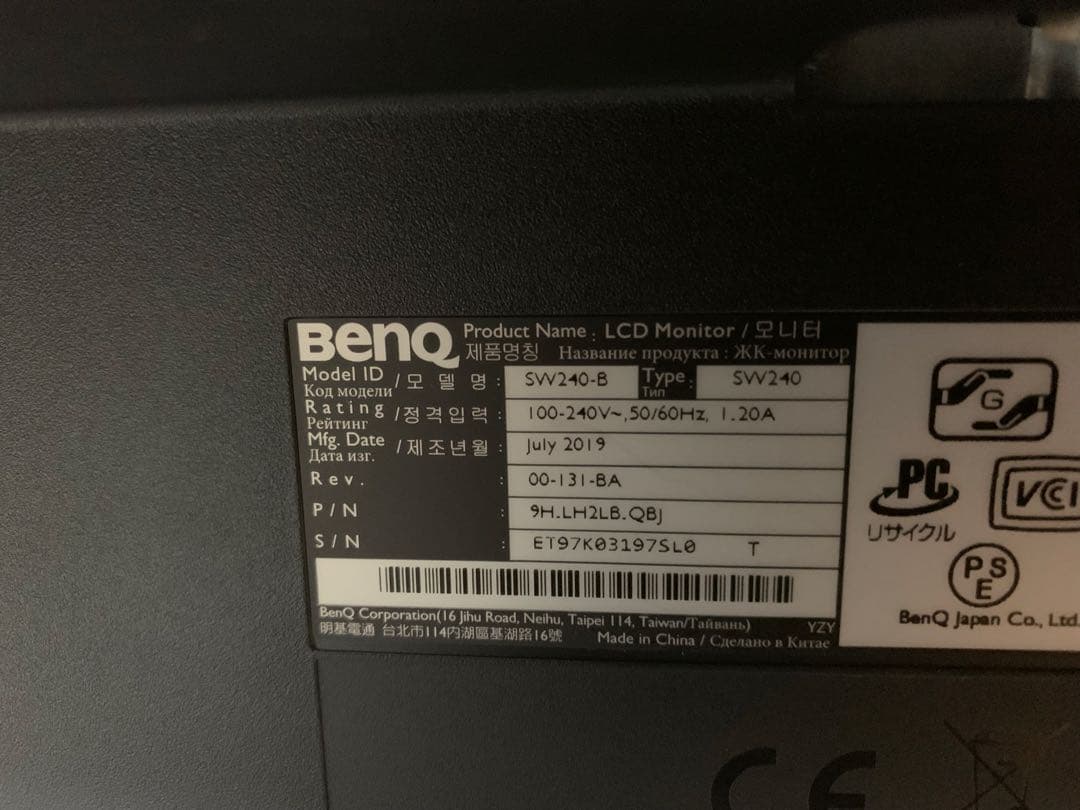 BenQ
Product Name : LCD Monitor / 모니터
제품명칭 Название продукта : ЖК-монитор
Model ID / 모 델 명 : SW240-B Type : SW240
Код модели Тип
Rating / 정격입력 : 100-240V~,50/60Hz, 1.20A
Рейтинг
Mfg. Date / 제조년월 : July 2019
Дата изг.
Rev. : 00-131-BA
P/N : 9H.LH2LB.QBJ
S/N : ET97K03197SL0 T
BenQ Corporation(16 Jihu Road, Neihu, Taipei 114, Taiwan/Тайвань) YZY
明基電通 台北市114內湖區基湖路16號 Made in China / Сделано в Китае
G
PC
リサイクル
VCI
PSE
BenQ Japan Co., Ltd.
CE